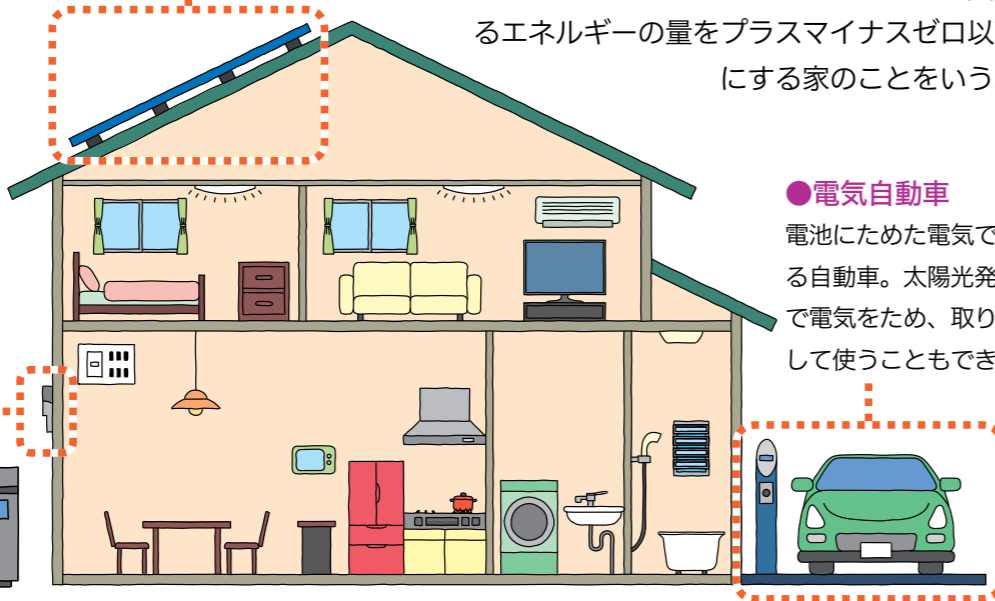 るエネルギーの量をプラスマイナスゼロ以
にする家のことをいう
●電気自動車
電池にためた電気で
る自動車。太陽光発
で電気をため、取り
して使うこともでき